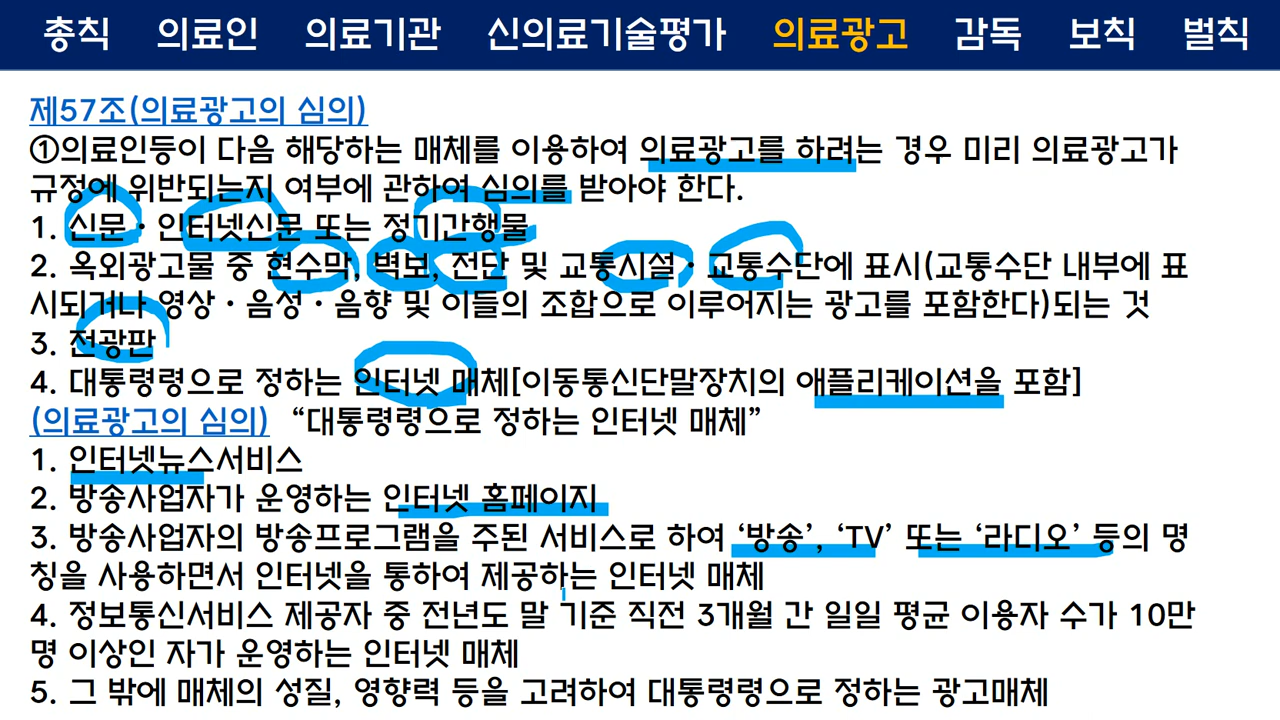 총칙 의료인 의료기관 신의료기술평가 의료광고 감독 보칙 벌칙
제57조(의료광고의 심의)
①의료인등이 다음 해당하는 매체를 이용하여 의료광고를 하려는 경우 미리 의료광고가
규정에 위반되는지 여부에 관하여 심의를 받아야 한다.
1. 신문·인터넷신문 또는 정기간행물
2. 옥외광고물 중 현수막, 벽보, 전단 및 교통시설·교통수단에 표시(교통수단 내부에 표
시되거나 영상·음성·음향 및 이들의 조합으로 이루어지는 광고를 포함한다)되는 것
3. 전광판
4. 대통령령으로 정하는 인터넷 매체[이동통신단말장치의 애플리케이션을 포함]
(의료광고의 심의) “대통령령으로 정하는 인터넷 매체”
1. 인터넷뉴스서비스
2. 방송사업자가 운영하는 인터넷 홈페이지
3. 방송사업자의 방송프로그램을 주된 서비스로 하여 ‘방송’, ‘TV’ 또는 ‘라디오’ 등의 명
칭을 사용하면서 인터넷을 통하여 제공하는 인터넷 매체
4. 정보통신서비스 제공자 중 전년도 말 기준 직전 3개월 간 일일 평균 이용자 수가 10만
명 이상인 자가 운영하는 인터넷 매체
5. 그 밖에 매체의 성질, 영향력 등을 고려하여 대통령령으로 정하는 광고매체